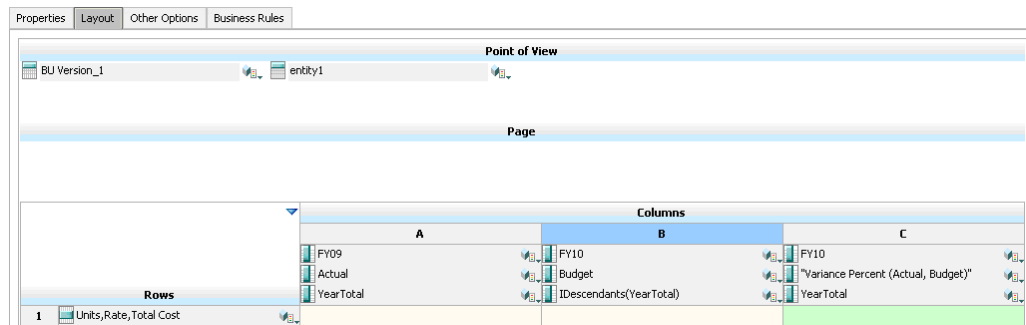 Properties Layout Other Options Business Rules
Point of View
BU Version_1 entity1
Page
Columns
A B C
FY09 FY10 FY10
Actual Budget "Variance Percent (Actual, Budget)"
Rows YearTotal IDescendants(YearTotal) YearTotal
1 Units,Rate,Total Cost